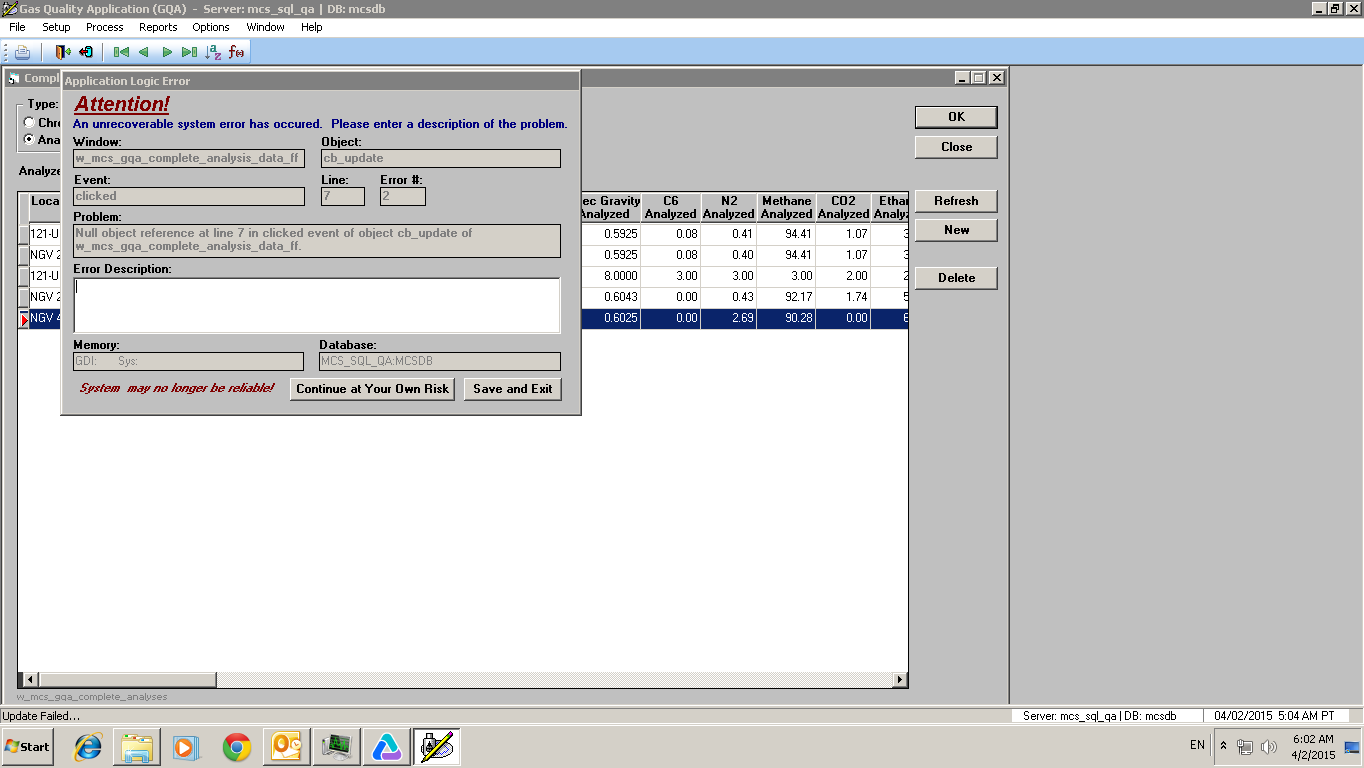 Gas Quality Application (GQA) - Server: mcs_sql_qa | DB: mcsdb
File Setup Process Reports Options Window Help
Compl
Application Logic Error
Attention!
An unrecoverable system error has occured. Please enter a description of the problem.
Window: Object:
w_mcs_gqa_complete_analysis_data_ff cb_update
Event: Line: Error #:
clicked 7 2
Problem:
Null object reference at line 7 in clicked event of object cb_update of
w_mcs_gqa_complete_analysis_data_ff.
Error Description:
Memory: Database:
GDI: Sys: MCS_SQL_QA:MCSDB
System may no longer be reliable! Continue at Your Own Risk Save and Exit
Type:
Chr
Ana
Analyze
Loca ec Gravity C6 N2 Methane CO2 Ethan
Analyzed Analyzed Analyzed Analyzed Analyzed Analyz
121-U 0.5925 0.08 0.41 94.41 1.07 3
NGV 2 0.5925 0.08 0.40 94.41 1.07 3
121-U 8.0000 3.00 3.00 3.00 2.00 2
NGV 2 0.6043 0.00 0.43 92.17 1.74 5
NGV 4 0.6025 0.00 2.69 90.28 0.00 6
OK
Close
Refresh
New
Delete
w_mcs_gqa_complete_analyses
Update Failed... Server: mcs_sql_qa | DB: mcsdb 04/02/2015 5:04 AM PT
Start EN 6:02 AM
4/2/2015